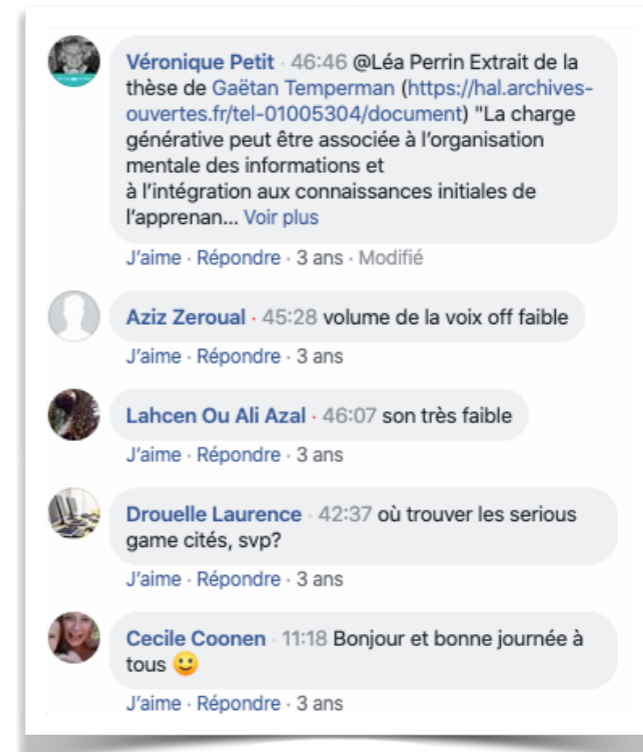 Véronique Petit · 46:46 @Léa Perrin Extrait de la
thèse de Gaëtan Temperman (https://hal.archives-
ouvertes.fr/tel-01005304/document) "La charge
générative peut être associée à l'organisation
mentale des informations et
à l'intégration aux connaissances initiales de
l'apprenan... Voir plus
J'aime · Répondre · 3 ans · Modifié
Aziz Zeroual · 45:28 volume de la voix off faible
J'aime · Répondre · 3 ans
Lahcen Ou Ali Azal · 46:07 son très faible
J'aime · Répondre · 3 ans
Drouelle Laurence · 42:37 où trouver les serious
game cités, svp?
J'aime · Répondre · 3 ans
Cecile Coonen · 11:18 Bonjour et bonne journée à
tous 🙂
J'aime · Répondre · 3 ans